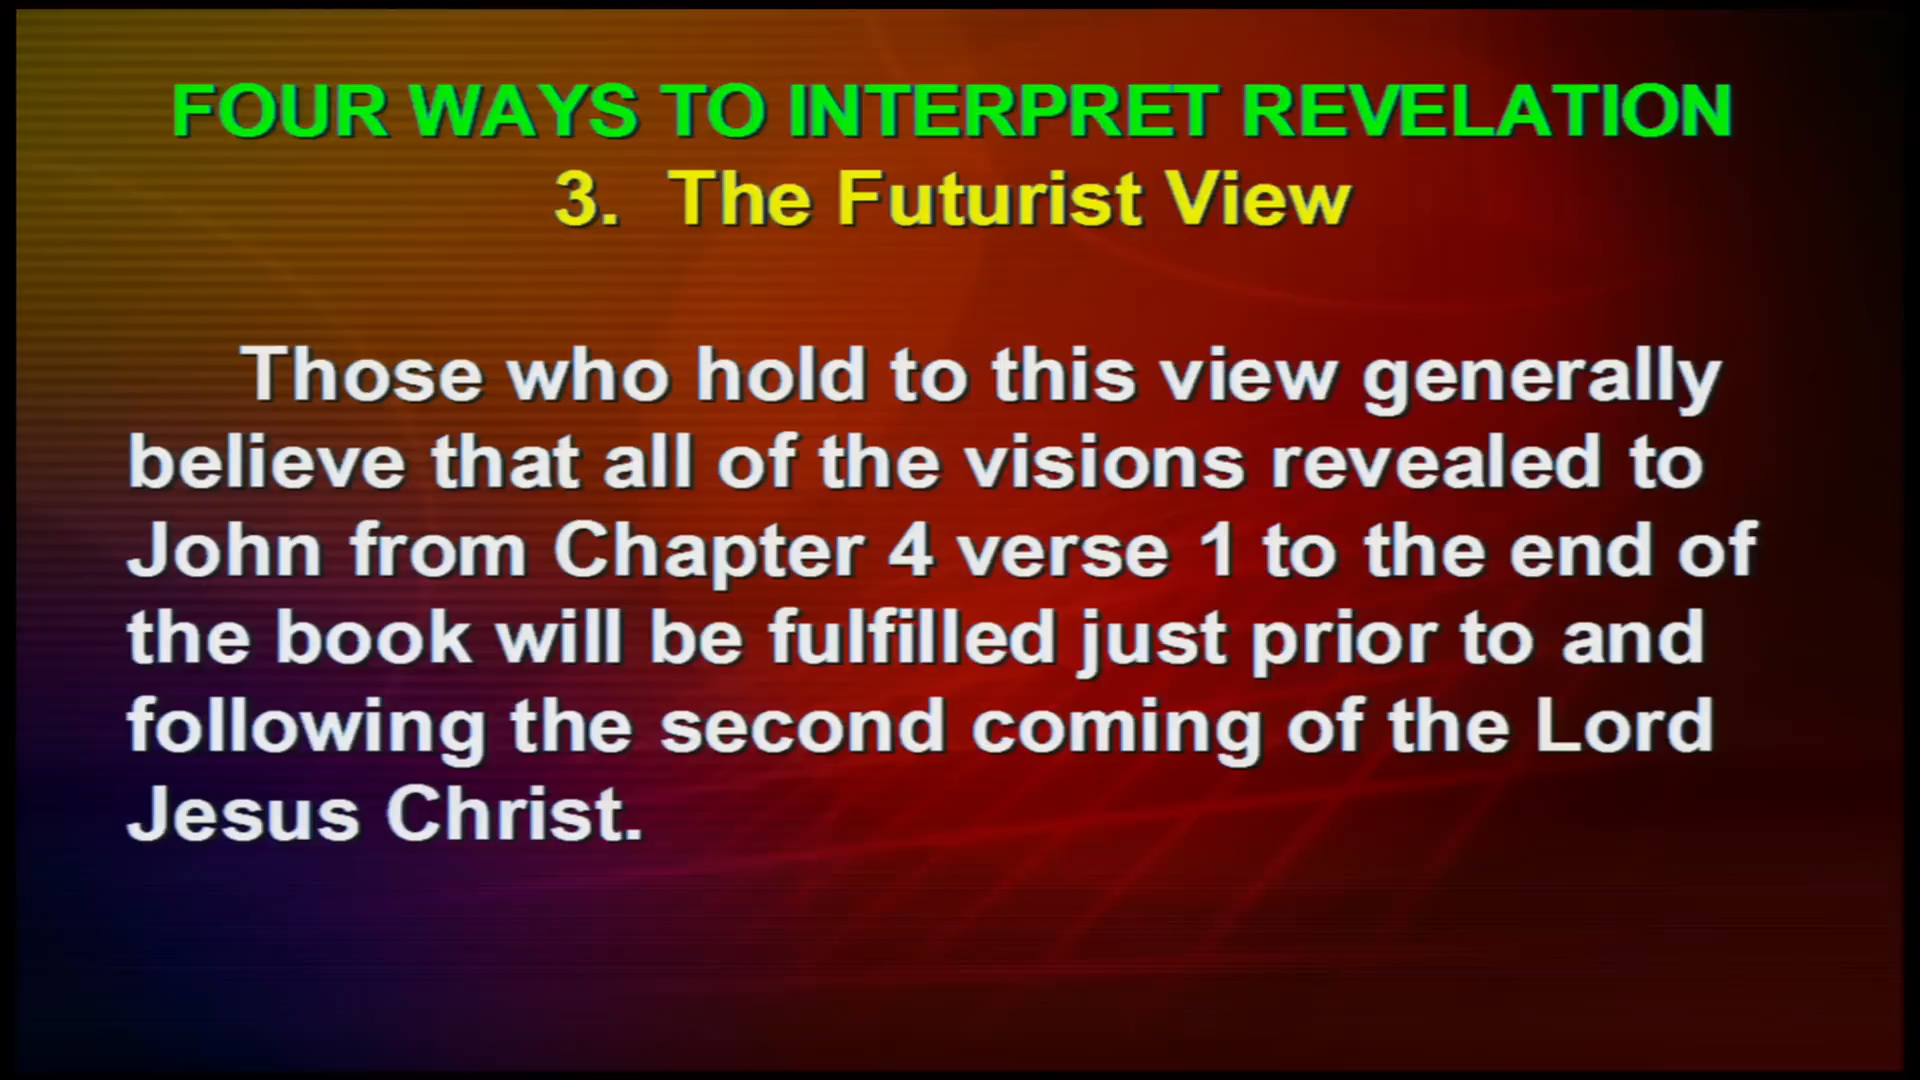 FOUR WAYS TO INTERPRET REVELATION
3. The Futurist View
Those who hold to this view generally
believe that all of the visions revealed to
John from Chapter 4 verse 1 to the end of
the book will be fulfilled just prior to and
following the second coming of the Lord
Jesus Christ.